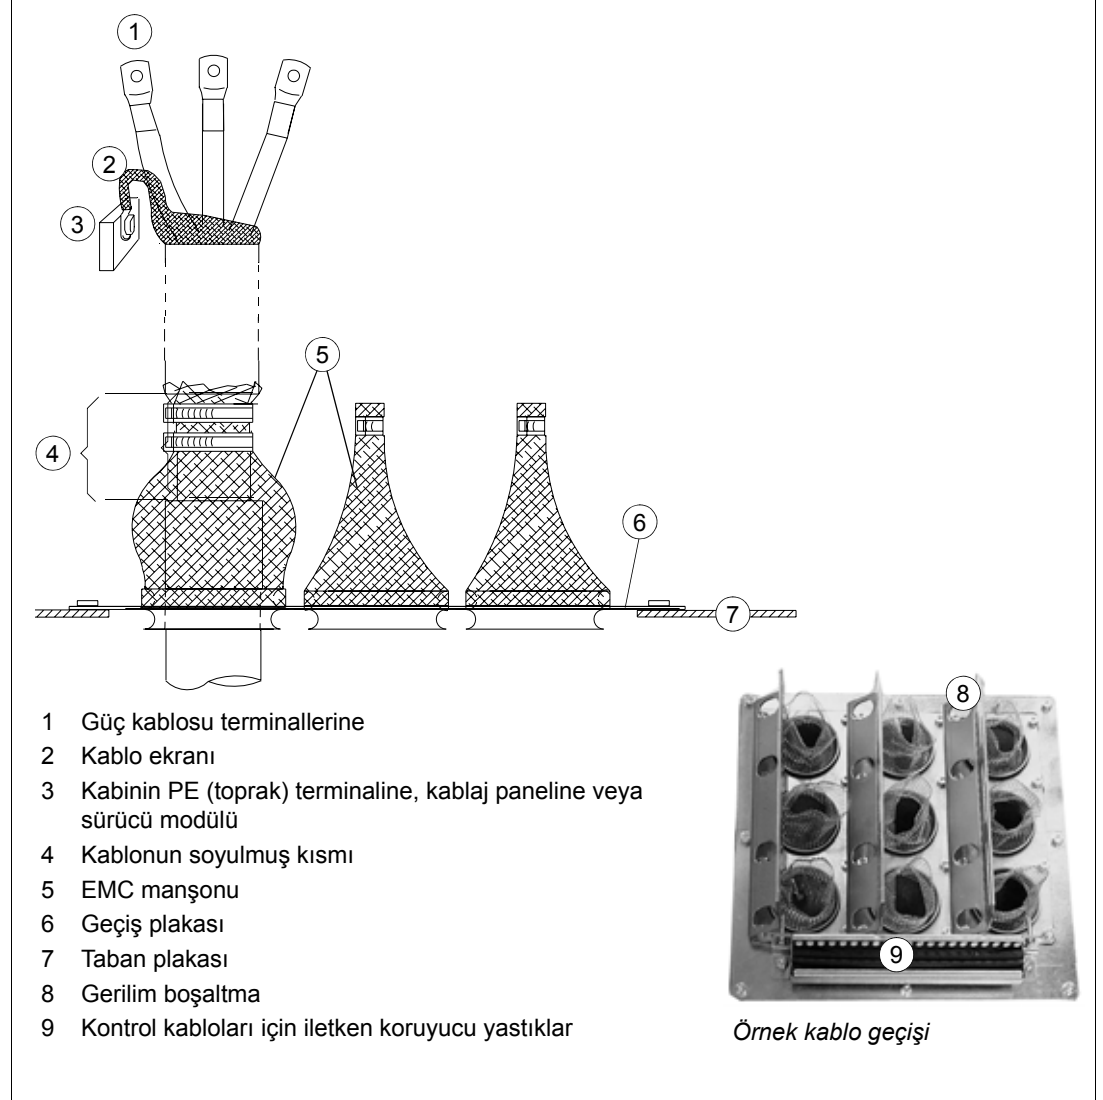 1
2
3
5
4
6
7
8
9
1 Güç kablosu terminallerine
2 Kablo ekranı
3 Kabinin PE (toprak) terminaline, kablaj paneline veya
sürücü modülü
4 Kablonun soyulmuş kısmı
5 EMC manşonu
6 Geçiş plakası
7 Taban plakası
8 Gerilim boşaltma
9 Kontrol kabloları için iletken koruyucu yastıklar
Örnek kablo geçişi